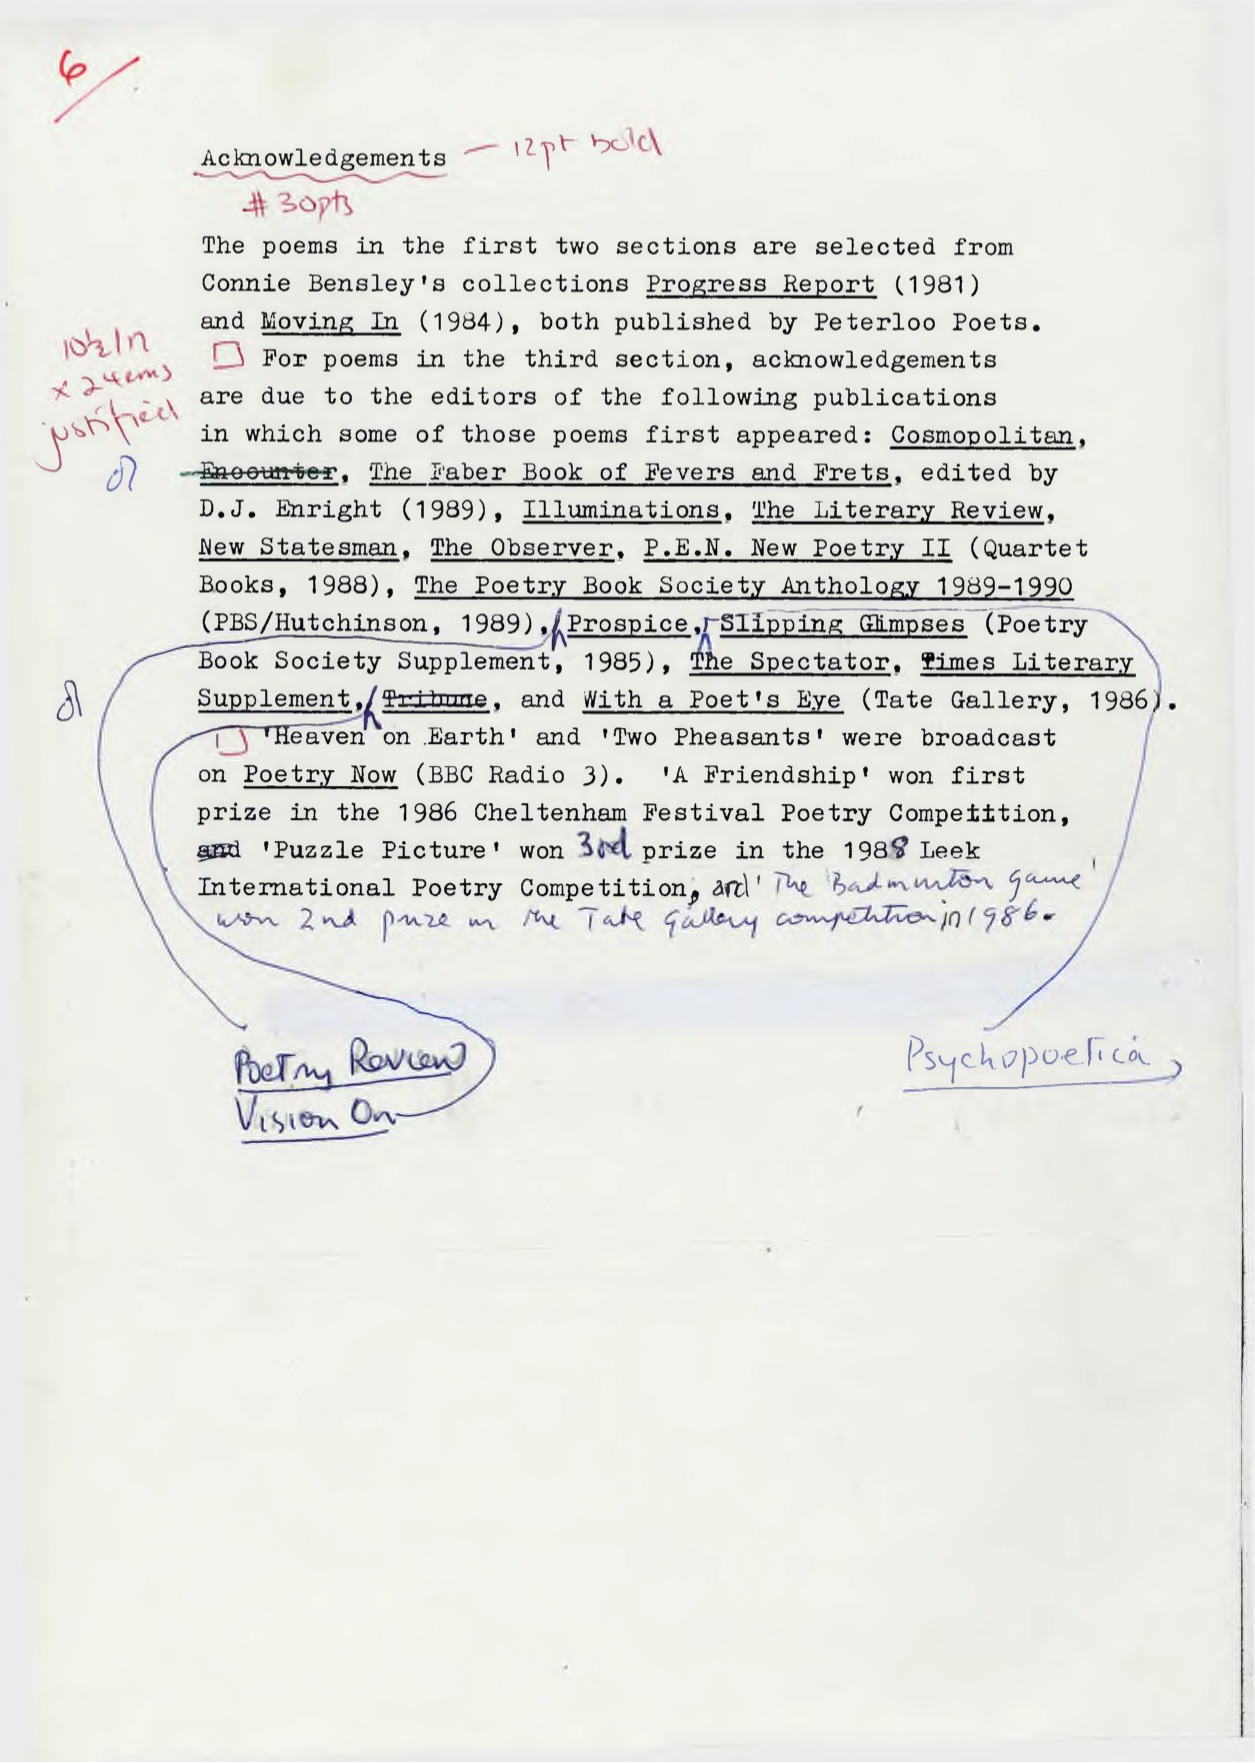 6
Acknowledgements — 12pt bold
# 30pts
The poems in the first two sections are selected from
Connie Bensley's collections Progress Report (1981)
and Moving In (1984), both published by Peterloo Poets.
10½/12
x 24ems
justified
For poems in the third section, acknowledgements
are due to the editors of the following publications
in which some of those poems first appeared: Cosmopolitan,
Encounter, The Faber Book of Fevers and Frets, edited by
D.J. Enright (1989), Illuminations, The Literary Review,
New Statesman, The Observer, P.E.N. New Poetry II (Quartet
Books, 1988), The Poetry Book Society Anthology 1989-1990
(PBS/Hutchinson, 1989), Prospice, Slipping Glimpses (Poetry
Book Society Supplement, 1985), The Spectator, Times Literary
Supplement, Tribune, and With a Poet's Eye (Tate Gallery, 1986).
'Heaven on Earth' and 'Two Pheasants' were broadcast
on Poetry Now (BBC Radio 3). 'A Friendship' won first
prize in the 1986 Cheltenham Festival Poetry Competition,
and 'Puzzle Picture' won 3rd prize in the 1988 Leek
International Poetry Competition, and 'The Badminton Game'
won 2nd prize in the Tate Gallery competition in 1986.
Poetry Review
Vision On
Psychopoetica,